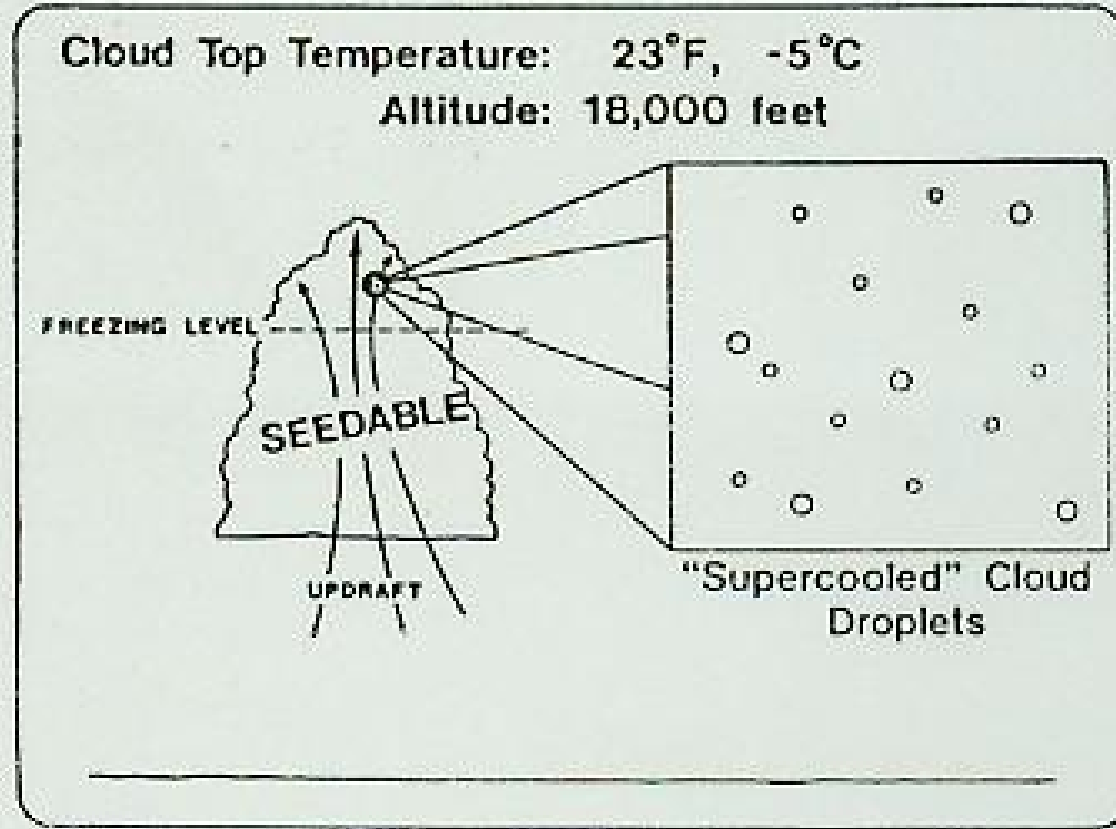 Cloud Top Temperature: 23°F, -5°C
Altitude: 18,000 feet
FREEZING LEVEL
SEEDABLE
UPDRAFT
"Supercooled" Cloud
Droplets